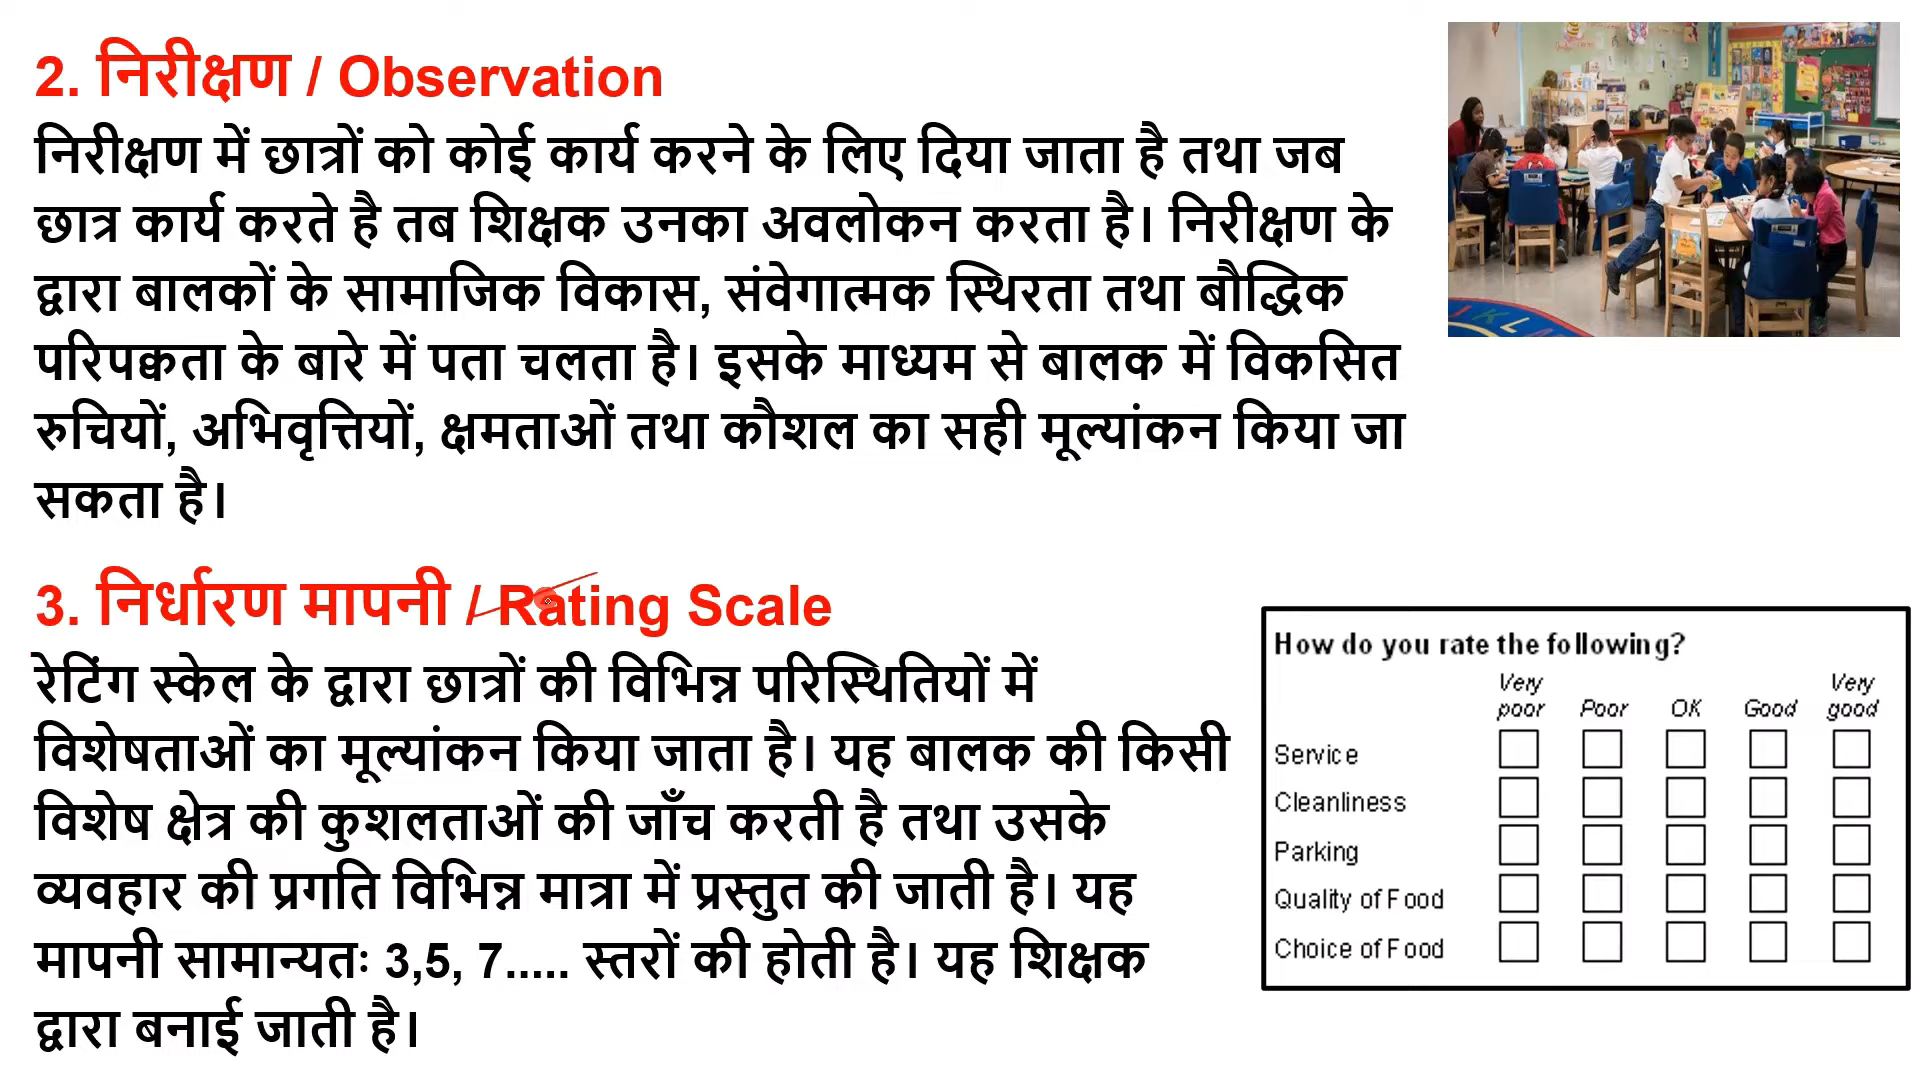 2. निरीक्षण / Observation
निरीक्षण में छात्रों को कोई कार्य करने के लिए दिया जाता है तथा जब
छात्र कार्य करते है तब शिक्षक उनका अवलोकन करता है। निरीक्षण के
द्वारा बालकों के सामाजिक विकास, संवेगात्मक स्थिरता तथा बौद्धिक
परिपक्वता के बारे में पता चलता है। इसके माध्यम से बालक में विकसित
रुचियों, अभिवृत्तियों, क्षमताओं तथा कौशल का सही मूल्यांकन किया जा
सकता है।
3. निर्धारण मापनी / Rating Scale
रेटिंग स्केल के द्वारा छात्रों की विभिन्न परिस्थितियों में
विशेषताओं का मूल्यांकन किया जाता है। यह बालक की किसी
विशेष क्षेत्र की कुशलताओं की जाँच करती है तथा उसके
व्यवहार की प्रगति विभिन्न मात्रा में प्रस्तुत की जाती है। यह
मापनी सामान्यतः 3,5, 7..... स्तरों की होती है। यह शिक्षक
द्वारा बनाई जाती है।
How do you rate the following?
Very poor Poor OK Good Very good
Service
Cleanliness
Parking
Quality of Food
Choice of Food